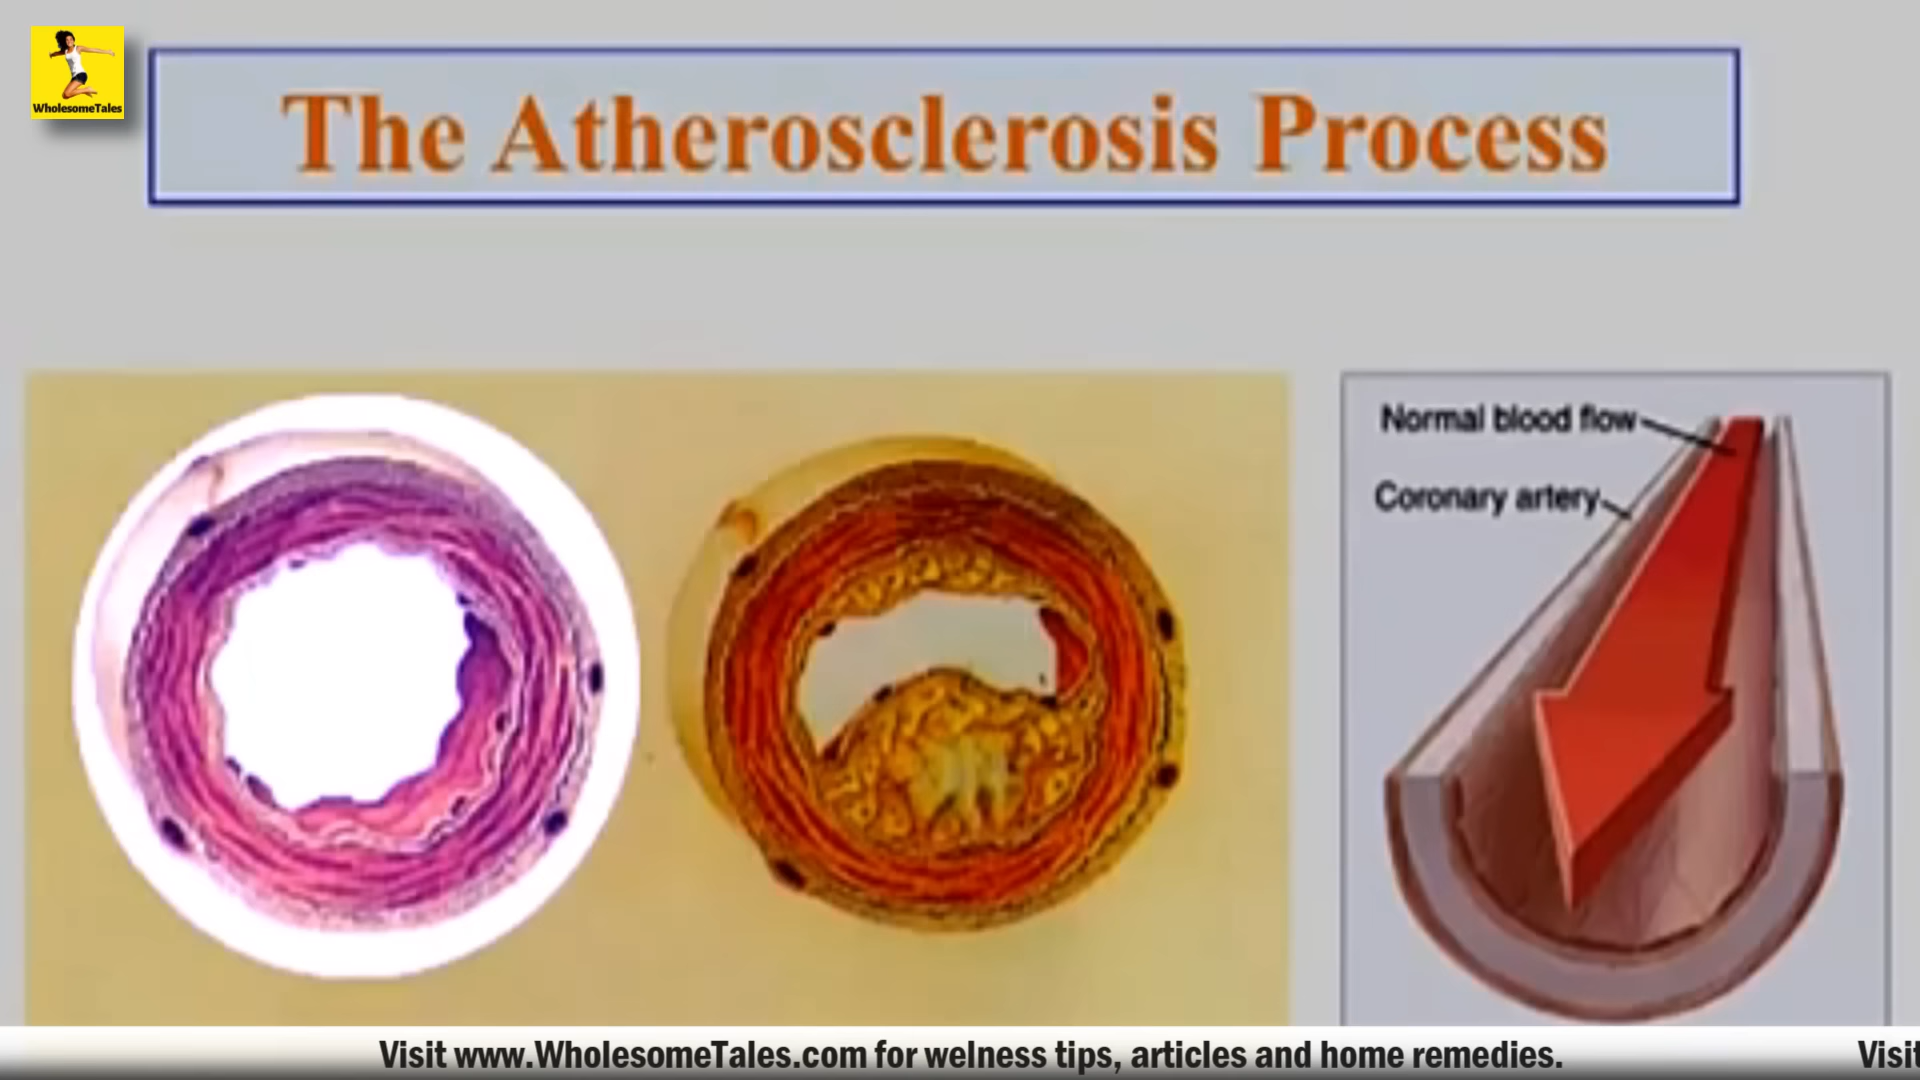 WholesomeTales
The Atherosclerosis Process
Normal blood flow
Coronary artery
Visit www.WholesomeTales.com for welness tips, articles and home remedies.
Visit